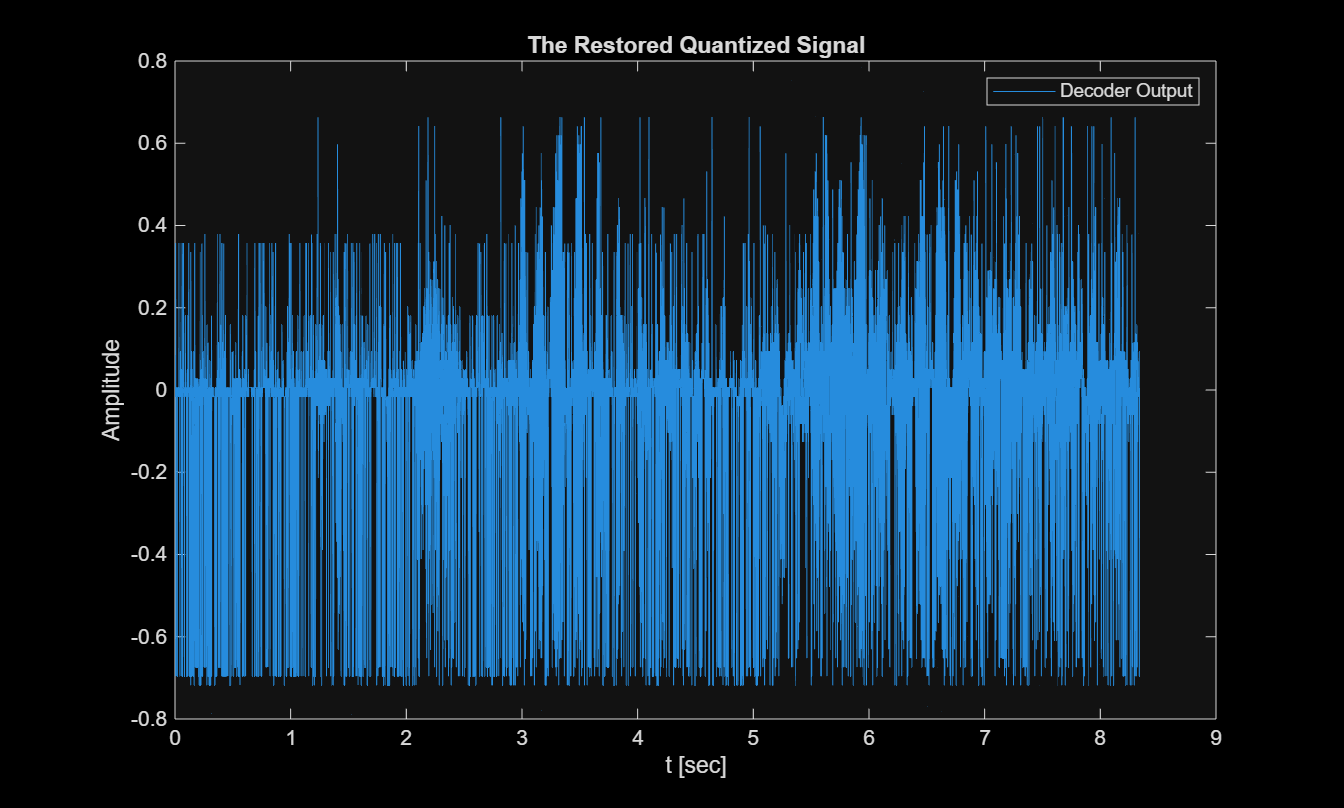 The Restored Quantized Signal
Decoder Output
0.8
0.6
0.4
0.2
0
-0.2
-0.4
-0.6
-0.8
Amplitude
0 1 2 3 4 5 6 7 8 9
t [sec]